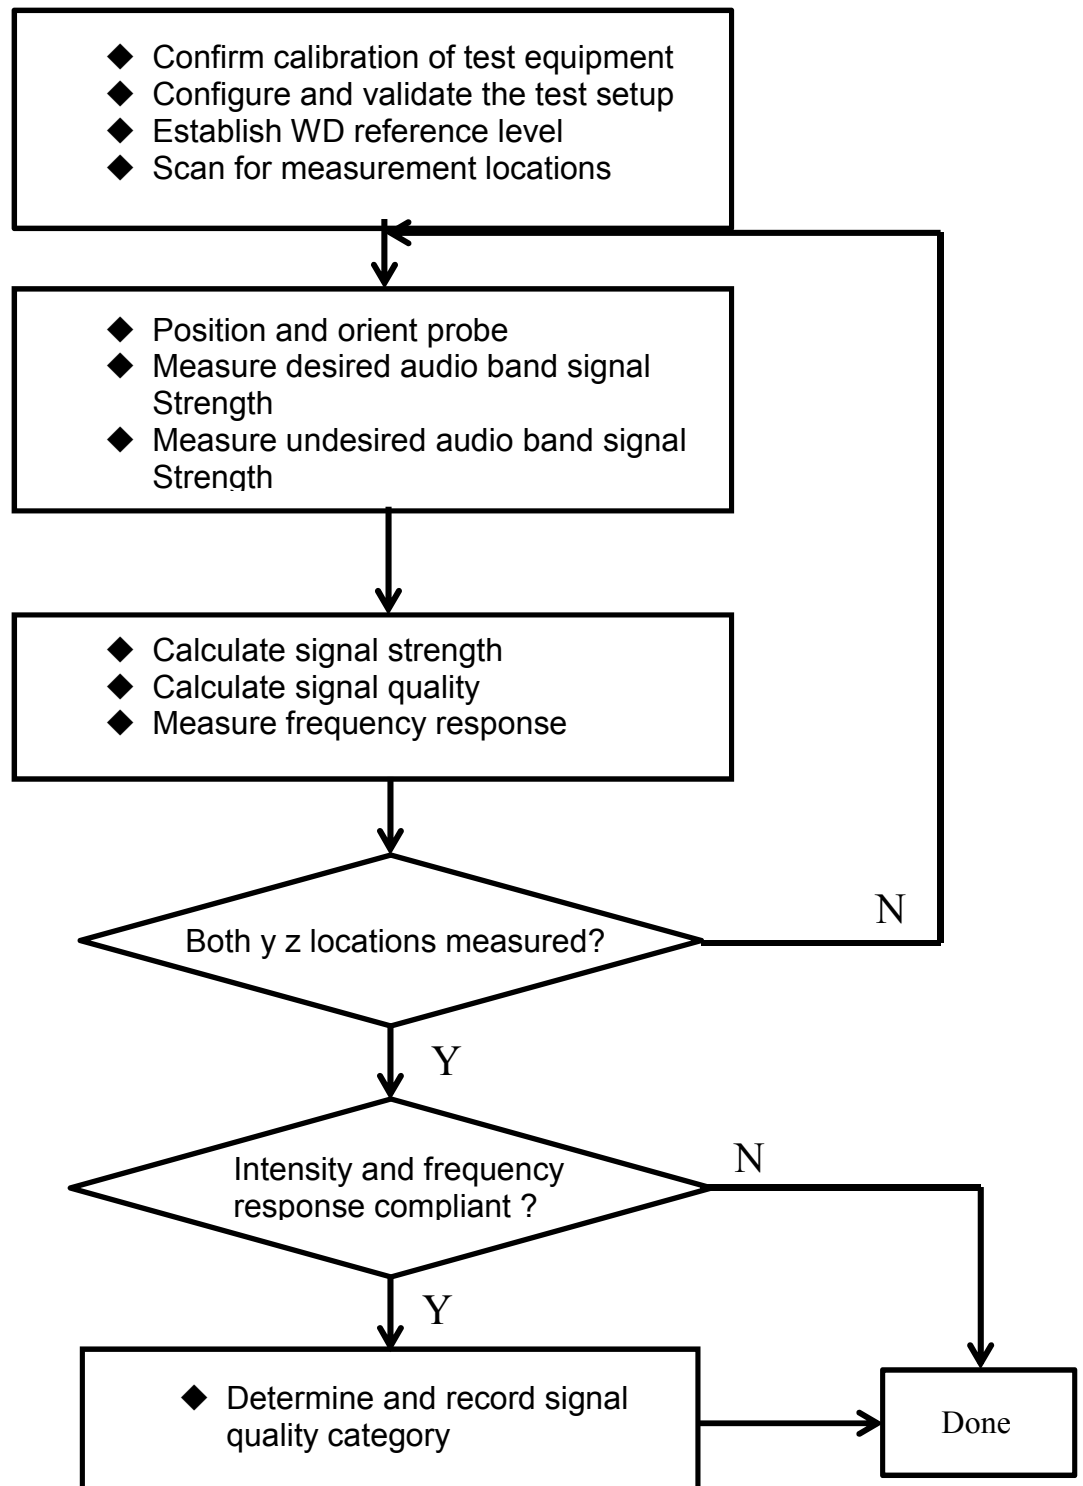 ◆ Confirm calibration of test equipment
◆ Configure and validate the test setup
◆ Establish WD reference level
◆ Scan for measurement locations
◆ Position and orient probe
◆ Measure desired audio band signal
Strength
◆ Measure undesired audio band signal
Strength
◆ Calculate signal strength
◆ Calculate signal quality
◆ Measure frequency response
Both y z locations measured?
N
Y
Intensity and frequency
response compliant ?
N
Y
◆ Determine and record signal
quality category
Done